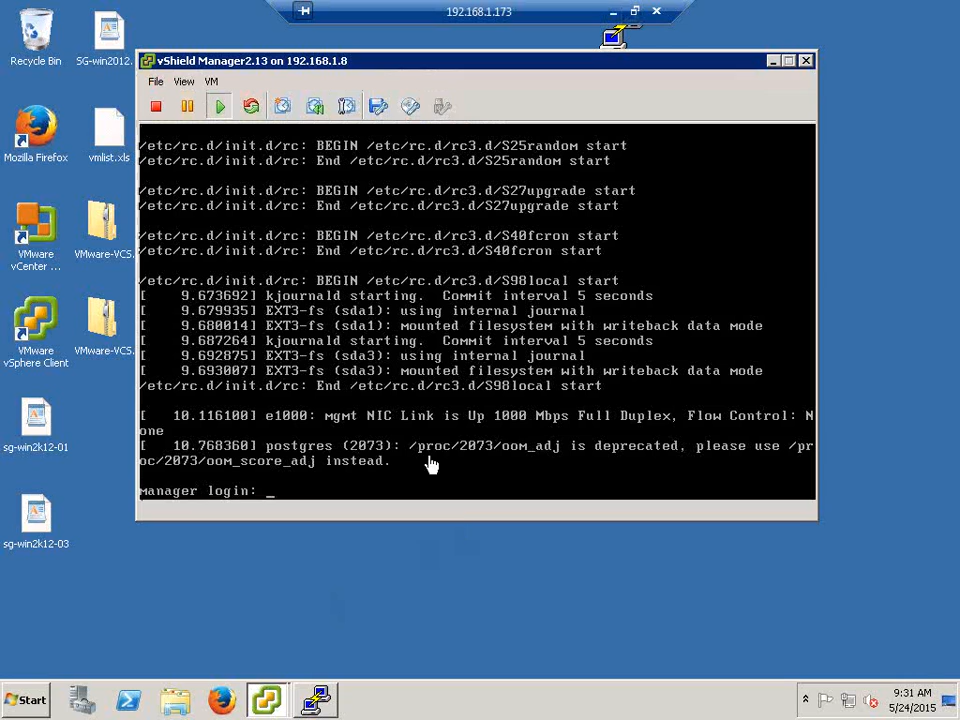 192.168.1.173
Recycle Bin
SG-win2012.
vShield Manager2.13 on 192.168.1.8
File View VM
Mozilla Firefox
vmlist.xls
VMware
vCenter ...
VMware-VCS.
VMware
vSphere Client
VMware-VCS.
sg-win2k12-01
sg-win2k12-03
/etc/rc.d/init.d/rc: BEGIN /etc/rc.d/rc3.d/S25random start
/etc/rc.d/init.d/rc: End /etc/rc.d/rc3.d/S25random start
/etc/rc.d/init.d/rc: BEGIN /etc/rc.d/rc3.d/S27upgrade start
/etc/rc.d/init.d/rc: End /etc/rc.d/rc3.d/S27upgrade start
/etc/rc.d/init.d/rc: BEGIN /etc/rc.d/rc3.d/S40fcron start
/etc/rc.d/init.d/rc: End /etc/rc.d/rc3.d/S40fcron start
/etc/rc.d/init.d/rc: BEGIN /etc/rc.d/rc3.d/S98local start
[    9.673692] kjournald starting.  Commit interval 5 seconds
[    9.679935] EXT3-fs (sda1): using internal journal
[    9.680014] EXT3-fs (sda1): mounted filesystem with writeback data mode
[    9.687264] kjournald starting.  Commit interval 5 seconds
[    9.692875] EXT3-fs (sda3): using internal journal
[    9.693007] EXT3-fs (sda3): mounted filesystem with writeback data mode
/etc/rc.d/init.d/rc: End /etc/rc.d/rc3.d/S98local start
[   10.116100] e1000: mgmt NIC Link is Up 1000 Mbps Full Duplex, Flow Control: N
one
[   10.768360] postgres (2073): /proc/2073/oom_adj is deprecated, please use /pr
oc/2073/oom_score_adj instead.
manager login: _
Start
9:31 AM
5/24/2015